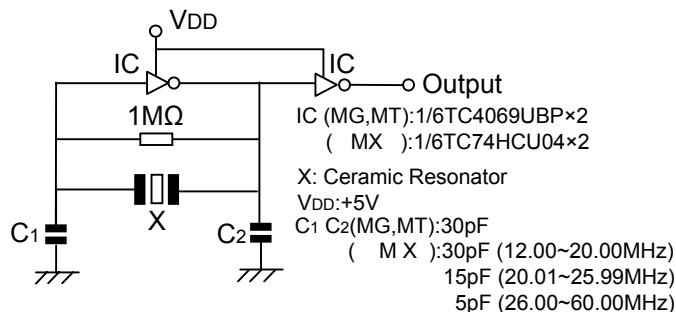 VDD
IC
IC
Output
1MΩ
IC (MG,MT):1/6TC4069UBP×2
( MX ):1/6TC74HCU04×2
X: Ceramic Resonator
X
VDD:+5V
C1
C2
C1 C2(MG,MT):30pF
( M X ):30pF (12.00~20.00MHz)
15pF (20.01~25.99MHz)
5pF (26.00~60.00MHz)